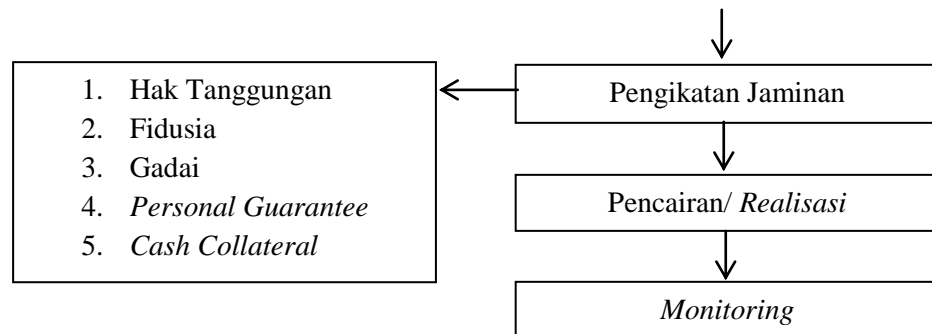 1. Hak Tanggungan
2. Fidusia
3. Gadai
4. Personal Guarantee
5. Cash Collateral
Pengikatan Jaminan
Pencairan/ Realisasi
Monitoring